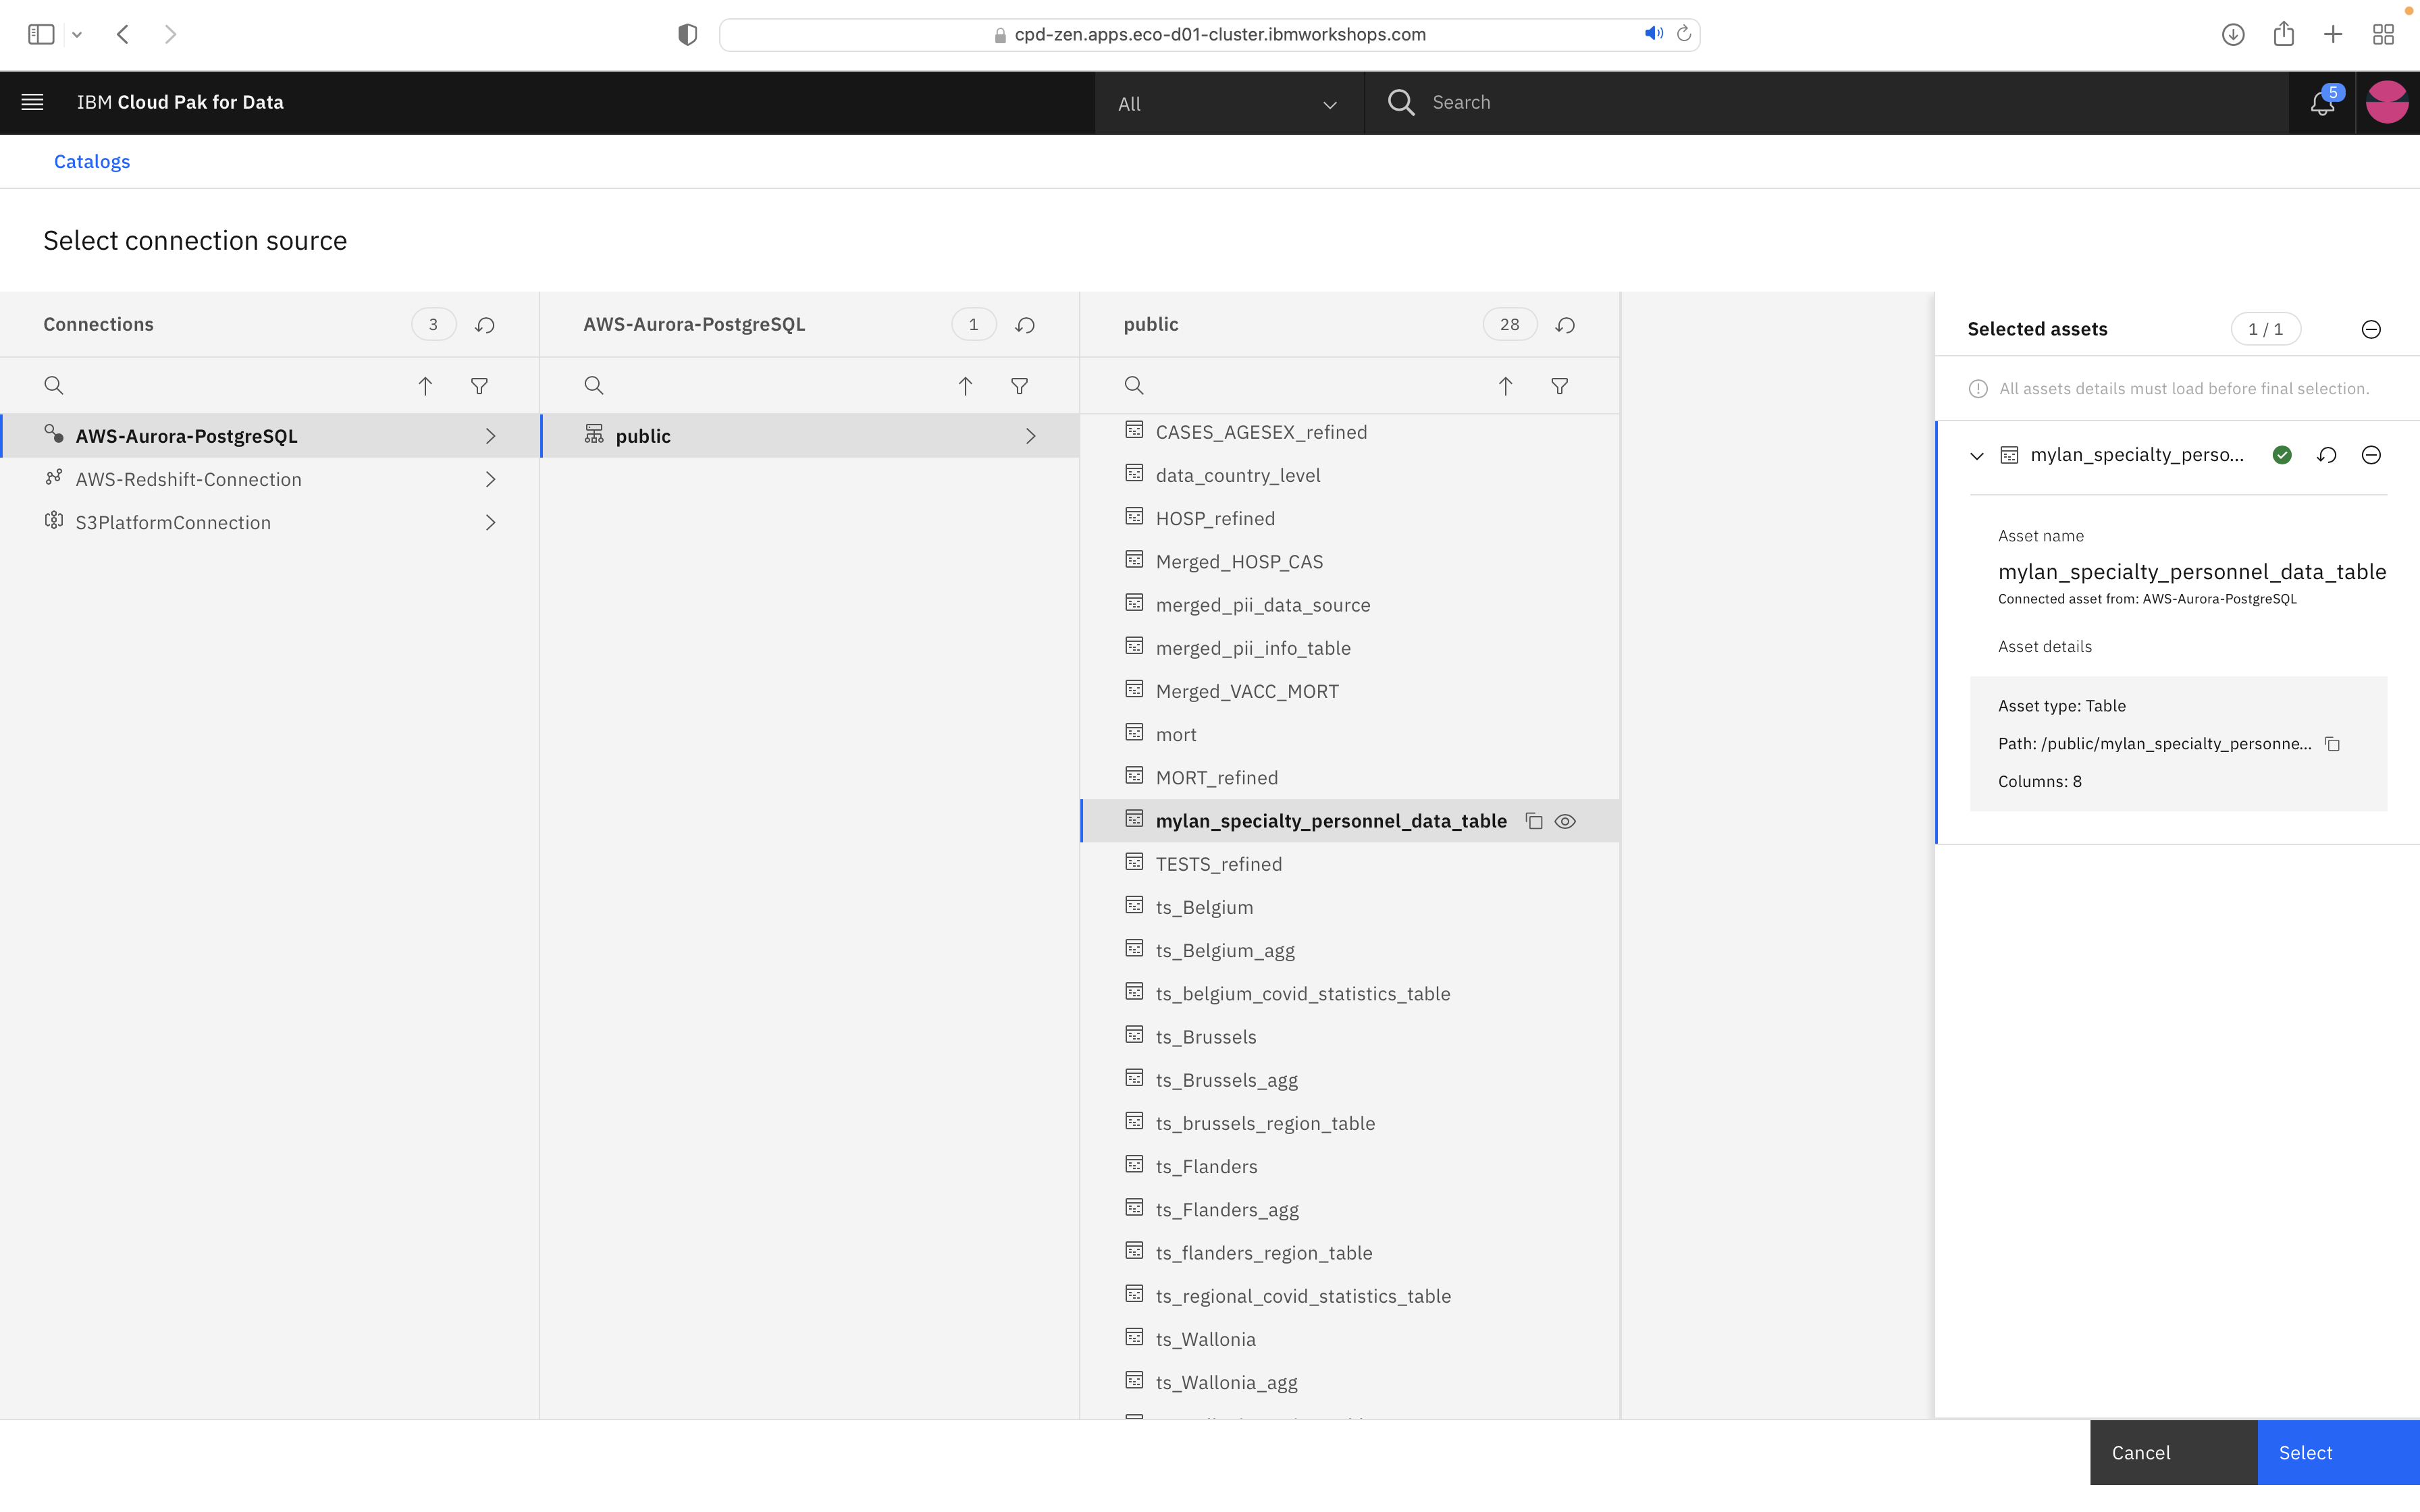 cpd-zen.apps.eco-d01-cluster.ibmworkshops.com
IBM Cloud Pak for Data
All
Search
5
Catalogs
Select connection source
Connections
3
AWS-Aurora-PostgreSQL
AWS-Redshift-Connection
S3PlatformConnection
AWS-Aurora-PostgreSQL
1
public
public
28
CASES_AGESEX_refined
data_country_level
HOSP_refined
Merged_HOSP_CAS
merged_pii_data_source
merged_pii_info_table
Merged_VACC_MORT
mort
MORT_refined
mylan_specialty_personnel_data_table
TESTS_refined
ts_Belgium
ts_Belgium_agg
ts_belgium_covid_statistics_table
ts_Brussels
ts_Brussels_agg
ts_brussels_region_table
ts_Flanders
ts_Flanders_agg
ts_flanders_region_table
ts_regional_covid_statistics_table
ts_Wallonia
ts_Wallonia_agg
Selected assets
1 / 1
All assets details must load before final selection.
mylan_specialty_perso...
Asset name
mylan_specialty_personnel_data_table
Connected asset from: AWS-Aurora-PostgreSQL
Asset details
Asset type: Table
Path: /public/mylan_specialty_personne...
Columns: 8
Cancel
Select